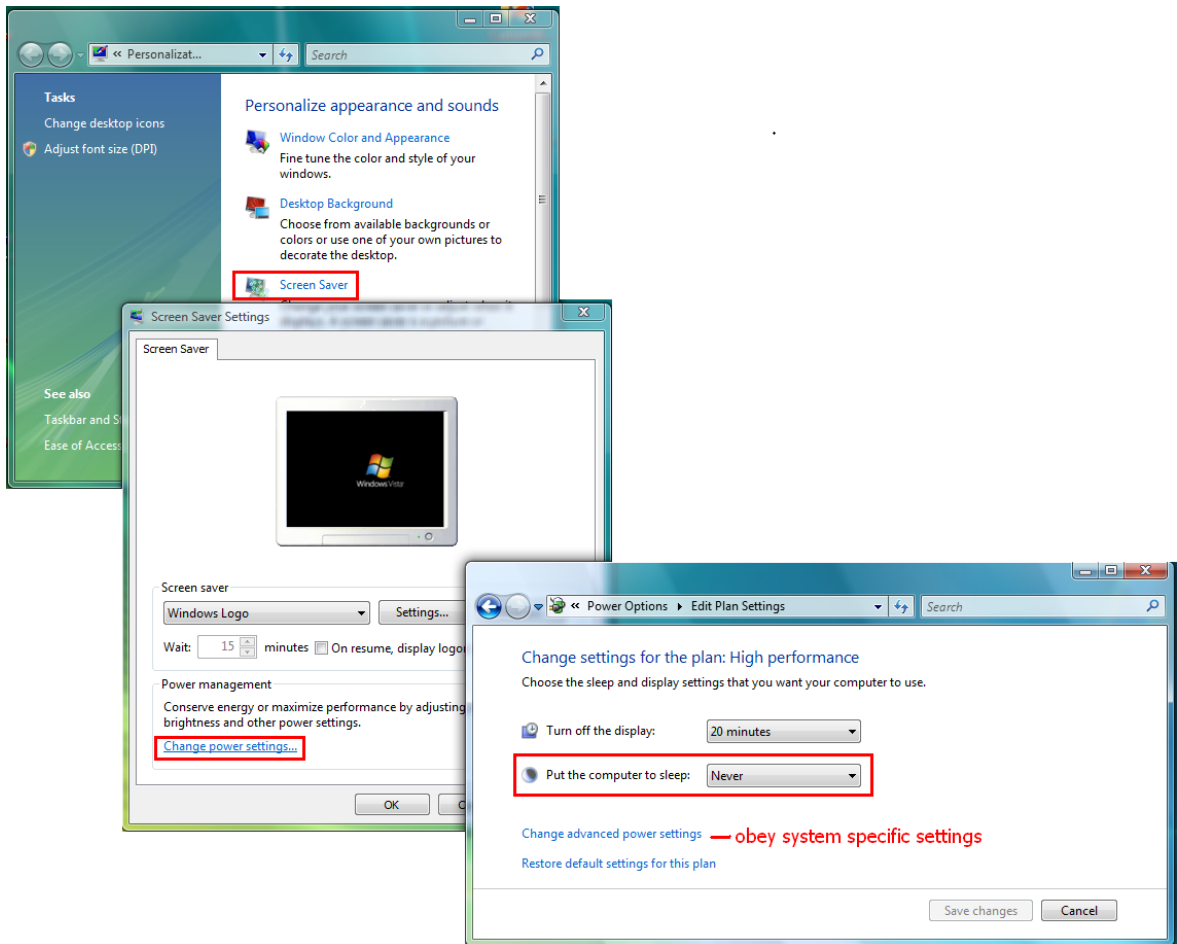 « Personalizat...
Search
Tasks
Change desktop icons
Adjust font size (DPI)
See also
Taskbar and S
Ease of Access
Personalize appearance and sounds
Window Color and Appearance
Fine tune the color and style of your
windows.
Desktop Background
Choose from available backgrounds or
colors or use one of your own pictures to
decorate the desktop.
Screen Saver
Screen Saver Settings
Screen Saver
Windows Vista
Screen saver
Windows Logo
Settings...
Wait: 15 minutes On resume, display logon
Power management
Conserve energy or maximize performance by adjusting
brightness and other power settings.
Change power settings...
OK
C
« Power Options ▸ Edit Plan Settings
Search
Change settings for the plan: High performance
Choose the sleep and display settings that you want your computer to use.
Turn off the display: 20 minutes
Put the computer to sleep: Never
Change advanced power settings — obey system specific settings
Restore default settings for this plan
Save changes Cancel